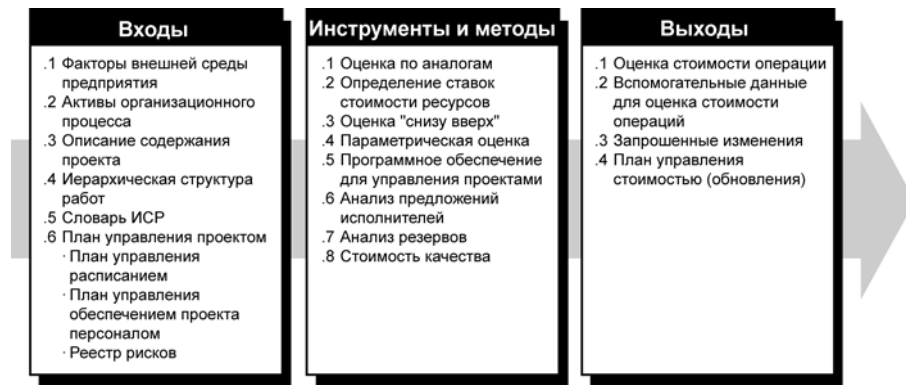 Входы
.1 Факторы внешней среды
предприятия
.2 Активы организационного
процесса
.3 Описание содержания
проекта
.4 Иерархическая структура
работ
.5 Словарь ИСР
.6 План управления проектом
· План управления
расписанием
· План управления
обеспечением проекта
персоналом
· Реестр рисков
Инструменты и методы
.1 Оценка по аналогам
.2 Определение ставок
стоимости ресурсов
.3 Оценка "снизу вверх"
.4 Параметрическая оценка
.5 Программное обеспечение
для управления проектами
.6 Анализ предложений
исполнителей
.7 Анализ резервов
.8 Стоимость качества
Выходы
.1 Оценка стоимости операции
.2 Вспомогательные данные
для оценка стоимости
операций
.3 Запрошенные изменения
.4 План управления
стоимостью (обновления)